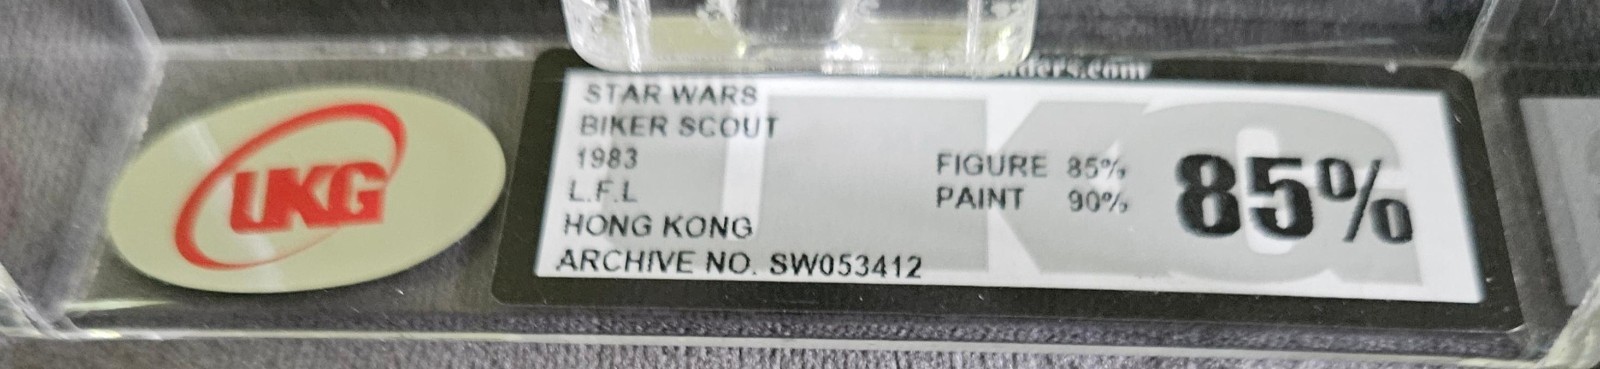 UKG
STAR WARS
BIKER SCOUT
1983
L.F.L
HONG KONG
ARCHIVE NO. SW053412
FIGURE 85%
PAINT 90%
85%